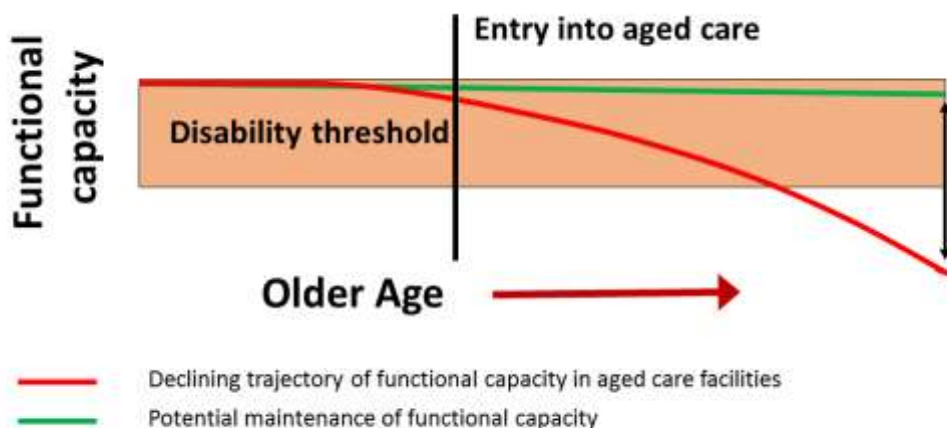 Functional
capacity
Entry into aged care
Disability threshold
Older Age
Declining trajectory of functional capacity in aged care facilities
Potential maintenance of functional capacity